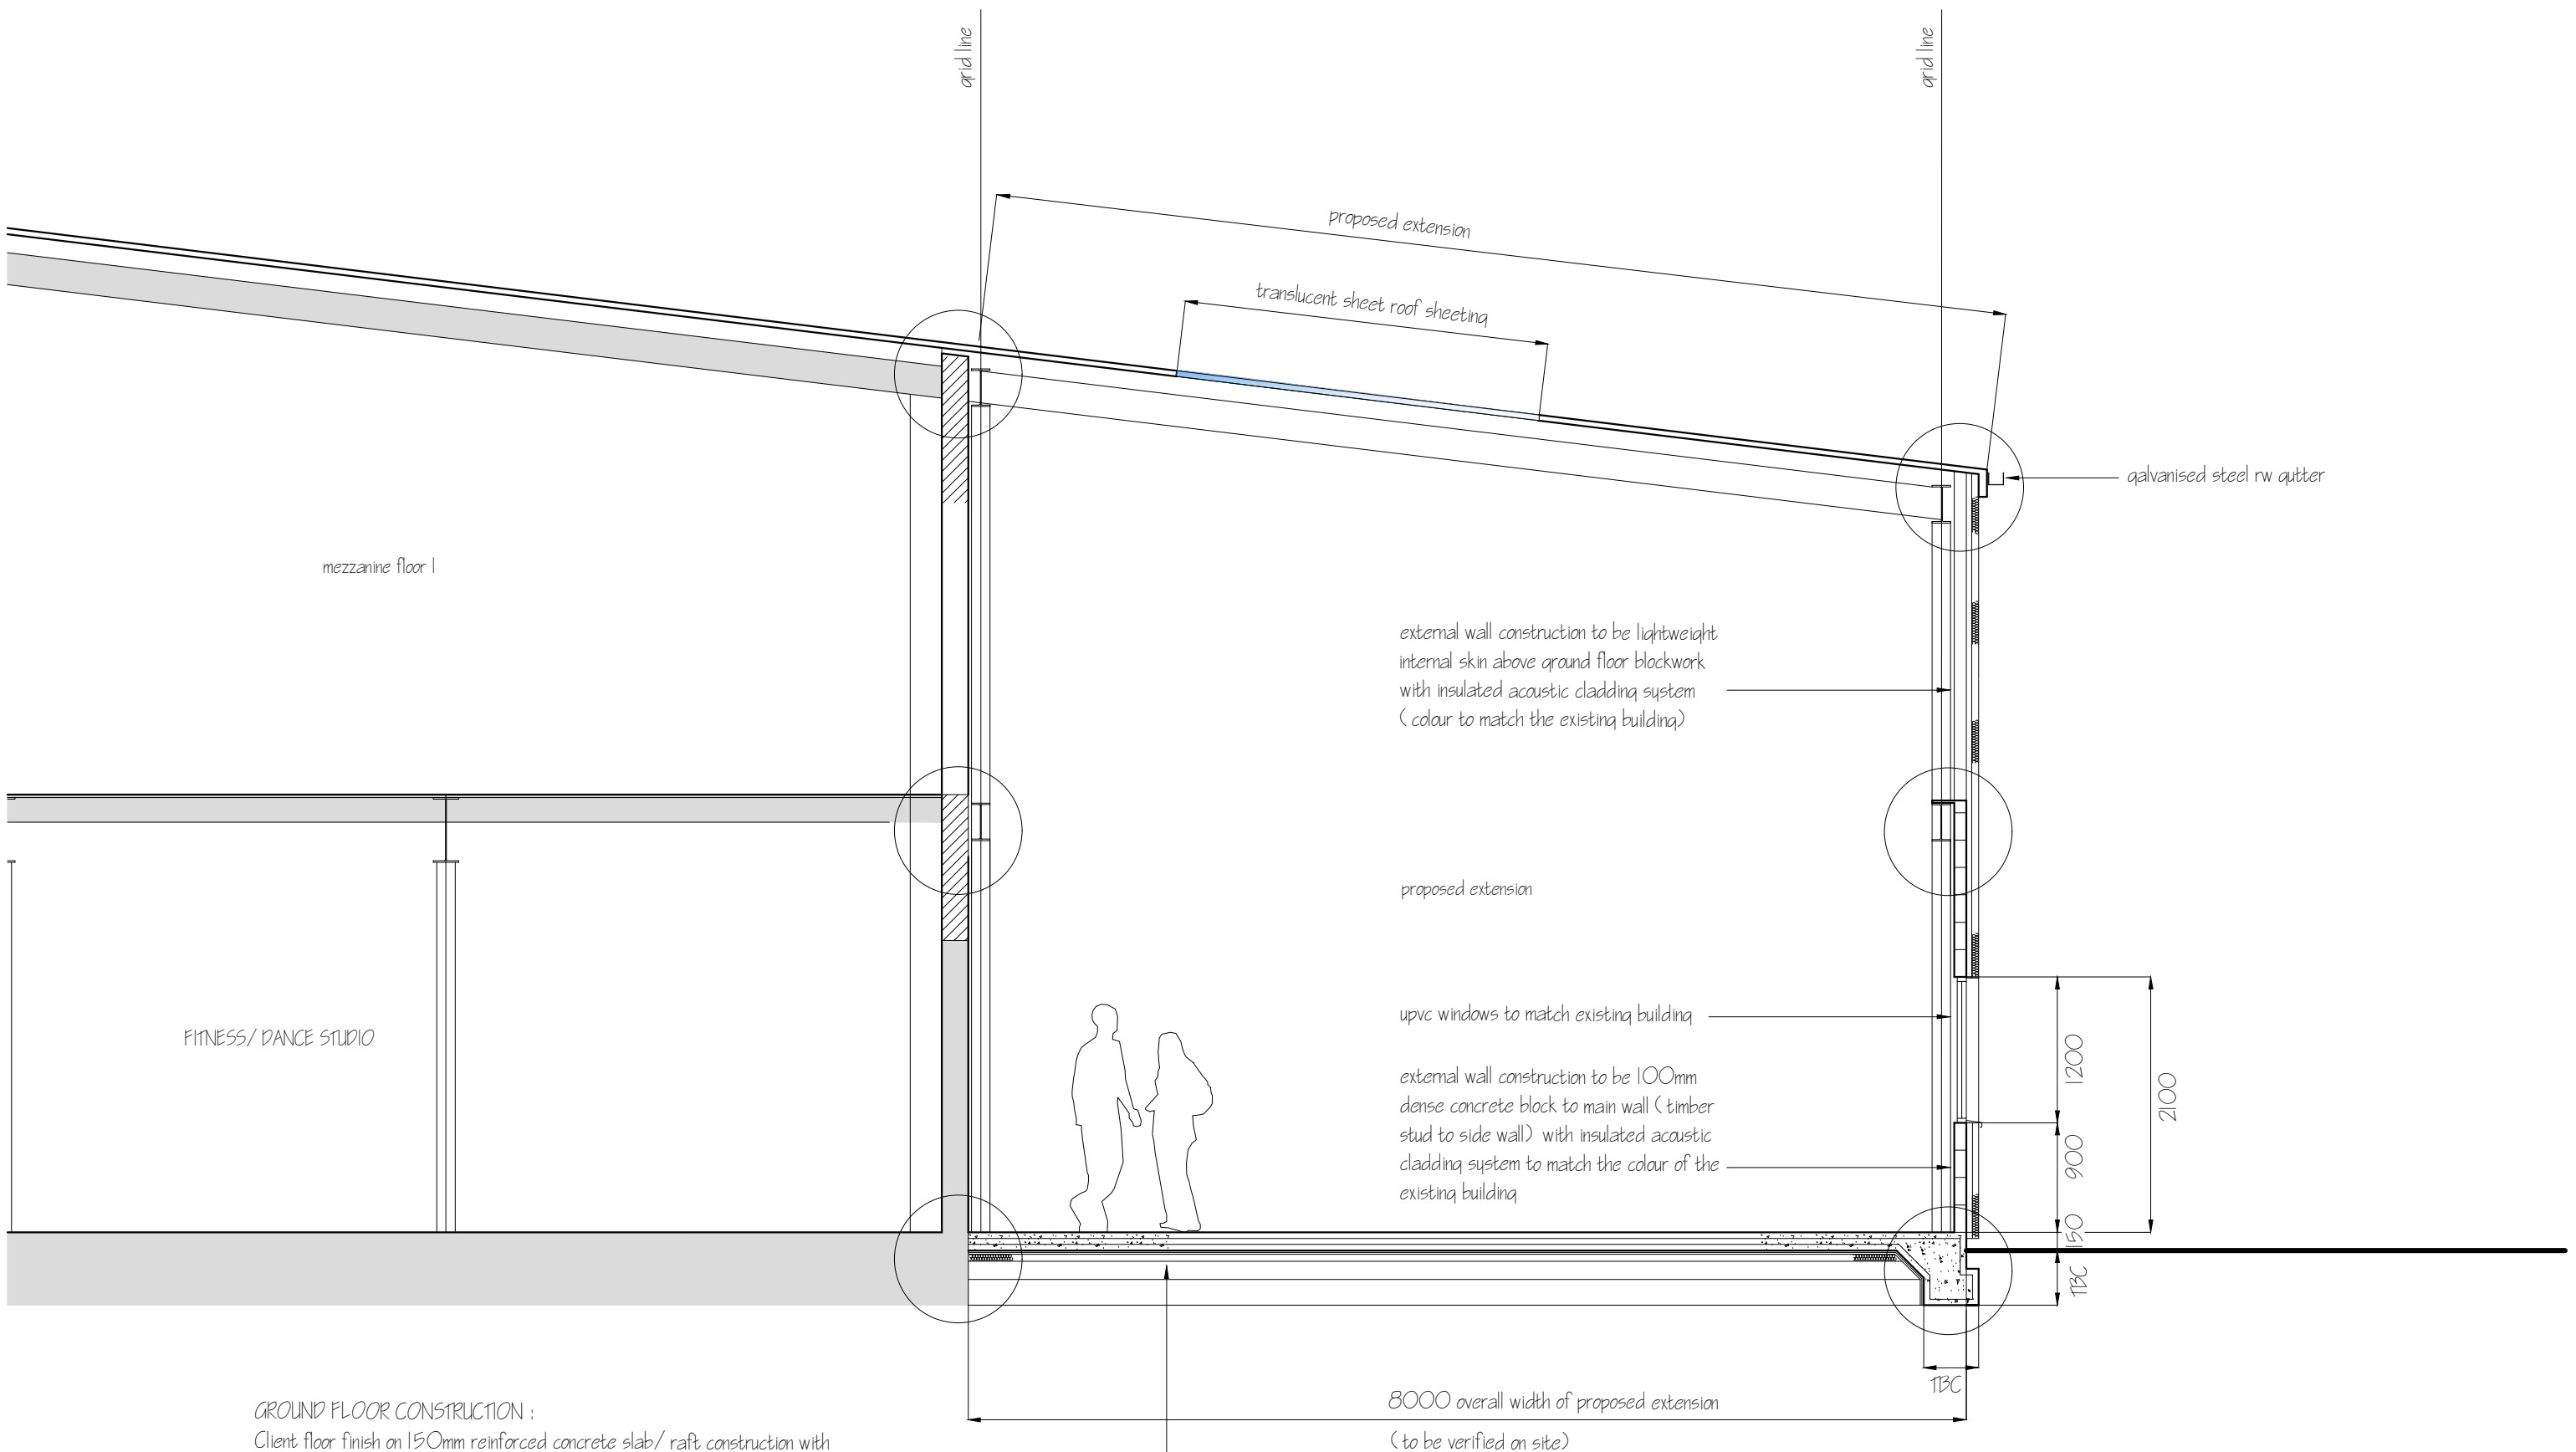 grid line
grid line
proposed extension
translucent sheet roof sheeting
galvanised steel rw gutter
mezzanine floor 1
external wall construction to be lightweight
internal skin above ground floor blockwork
with insulated acoustic cladding system
( colour to match the existing building)
proposed extension
upvc windows to match existing building
FITNESS/ DANCE STUDIO
external wall construction to be 100mm
dense concrete block to main wall ( timber
stud to side wall) with insulated acoustic
cladding system to match the colour of the
existing building
1200
2100
900
150
TBC
TBC
8000 overall width of proposed extension
( to be verified on site)
GROUND FLOOR CONSTRUCTION :
Client floor finish on 150mm reinforced concrete slab/ raft construction with